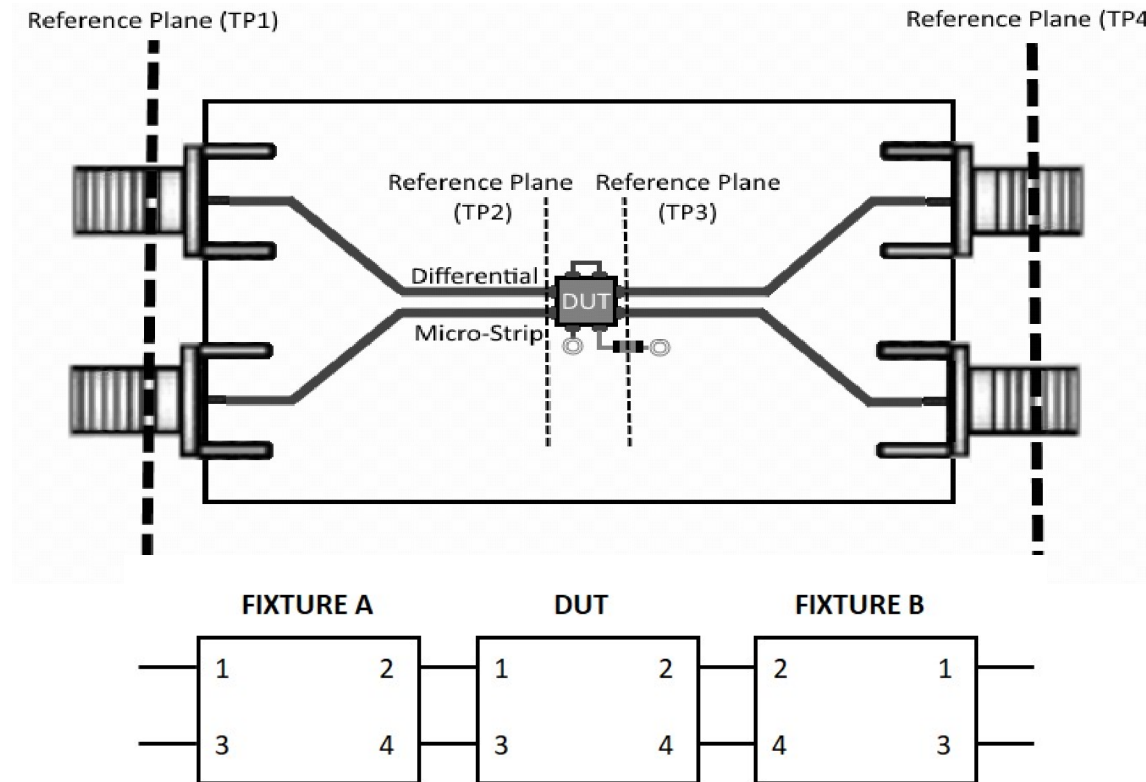 Reference Plane (TP1)
Reference Plane (TP4
Reference Plane
(TP2)
Reference Plane
(TP3)
Differential
DUT
Micro-Strip
FIXTURE A
DUT
FIXTURE B
1 2 1 2 2 1
3 4 3 4 4 3